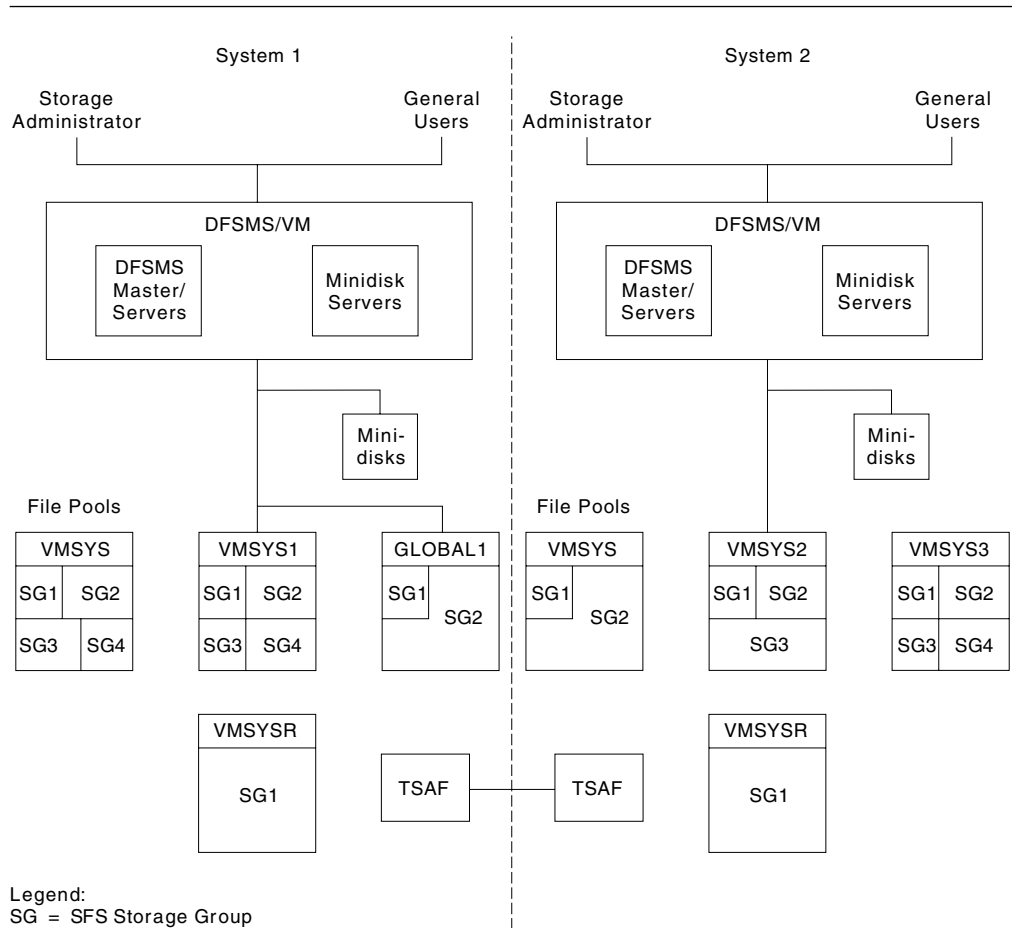 System 1
System 2
Storage
Administrator
General
Users
Storage
Administrator
General
Users
DFSMS/VM
DFSMS
Master/
Servers
Minidisk
Servers
DFSMS/VM
DFSMS
Master/
Servers
Minidisk
Servers
Mini-
disks
Mini-
disks
File Pools
File Pools
VMSYS
SG1
SG2
SG3
SG4
VMSYS1
SG1
SG2
SG3
SG4
GLOBAL1
SG1
SG2
VMSYS
SG1
SG2
VMSYS2
SG1
SG2
SG3
VMSYS3
SG1
SG2
SG3
SG4
VMSYSR
SG1
TSAF
TSAF
VMSYSR
SG1
Legend:
SG = SFS Storage Group